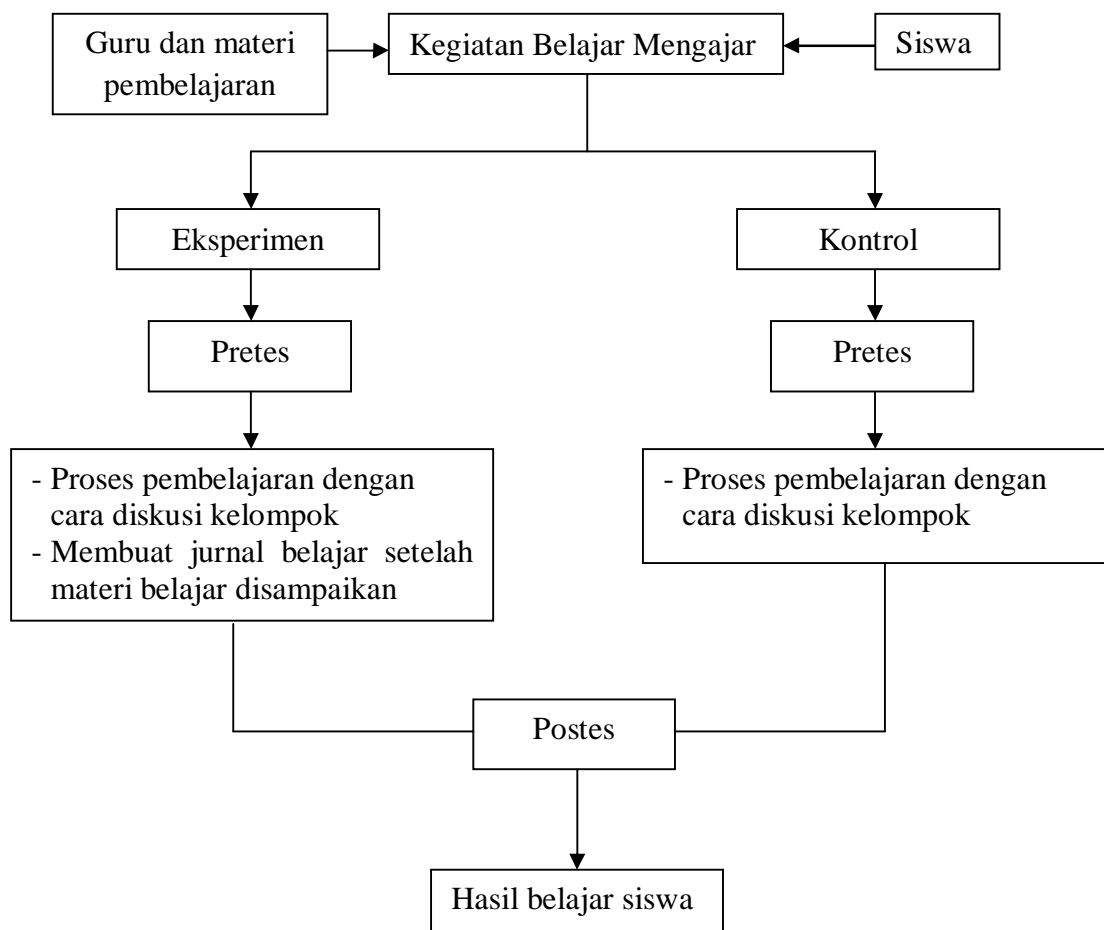 Guru dan materi
pembelajaran
Kegiatan Belajar Mengajar
Siswa
Eksperimen
Kontrol
Pretes
Pretes
- Proses pembelajaran dengan
cara diskusi kelompok
- Membuat jurnal belajar setelah
materi belajar disampaikan
- Proses pembelajaran dengan
cara diskusi kelompok
Postes
Hasil belajar siswa